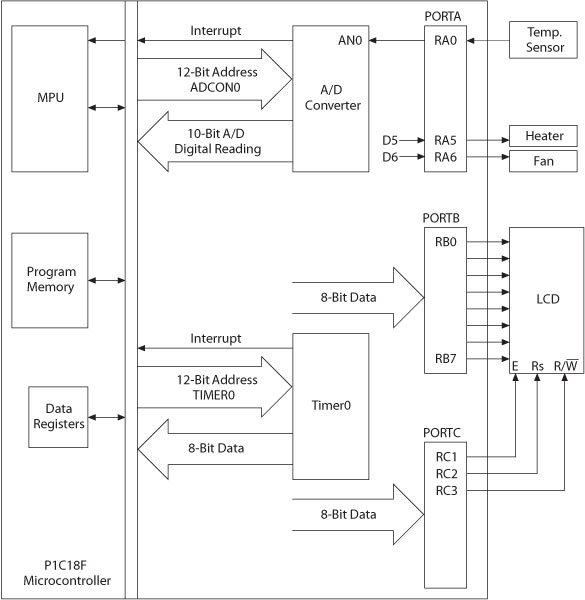 PORTA
Interrupt
AN0
RA0
Temp.
Sensor
MPU
12-Bit Address
ADCON0
A/D
Converter
10-Bit A/D
Digital Reading
D5
RA5
Heater
D6
RA6
Fan
PORTB
RB0
Program
Memory
8-Bit Data
LCD
Interrupt
RB7
E Rs R/W̅
12-Bit Address
TIMER0
Timer0
Data
Registers
8-Bit Data
PORTC
RC1
RC2
RC3
8-Bit Data
P1C18F
Microcontroller